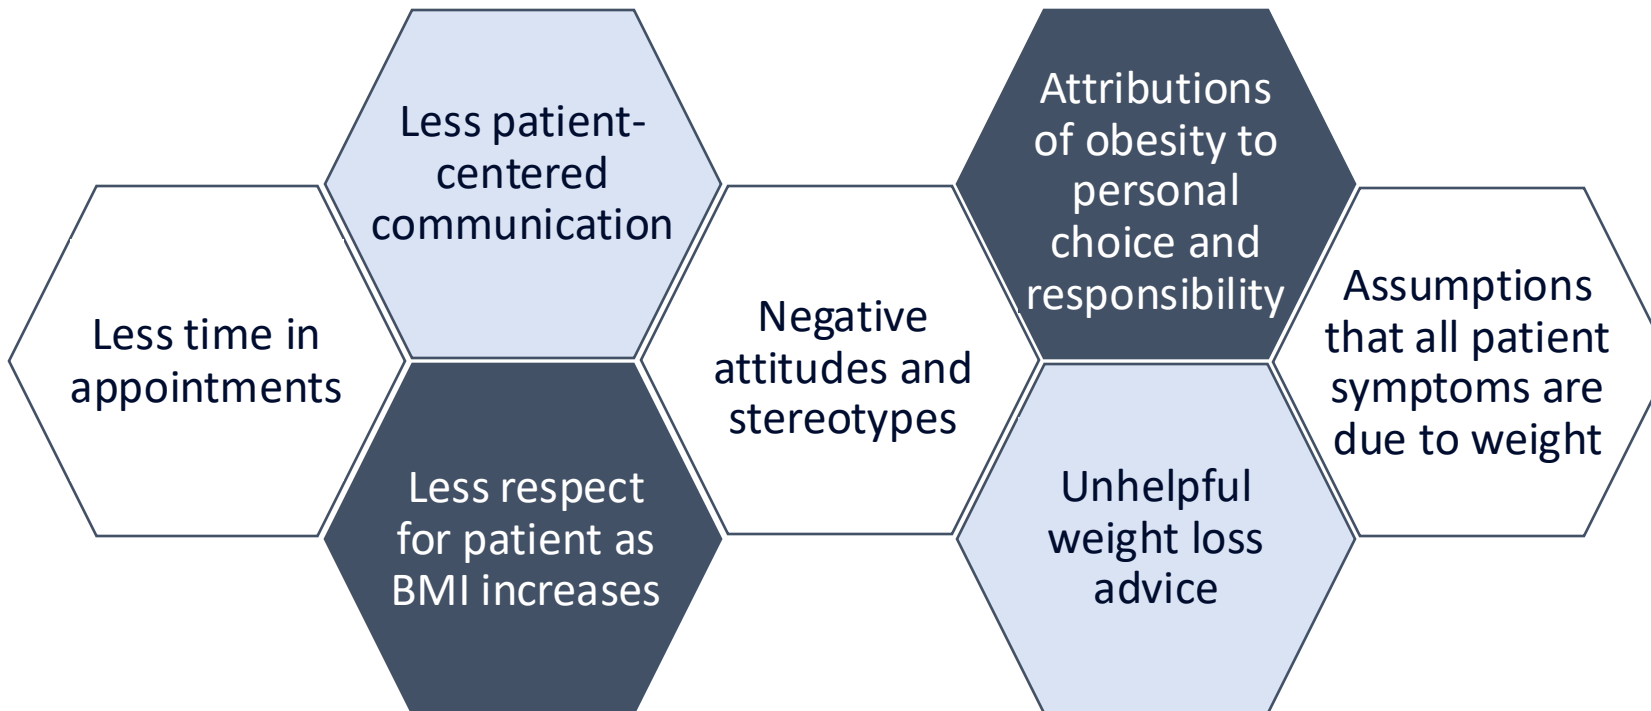 Less time in
appointments
Less patient-
centered
communication
Less respect
for patient as
BMI increases
Negative
attitudes and
stereotypes
Attributions
of obesity to
personal
choice and
responsibility
Unhelpful
weight loss
advice
Assumptions
that all patient
symptoms are
due to weight